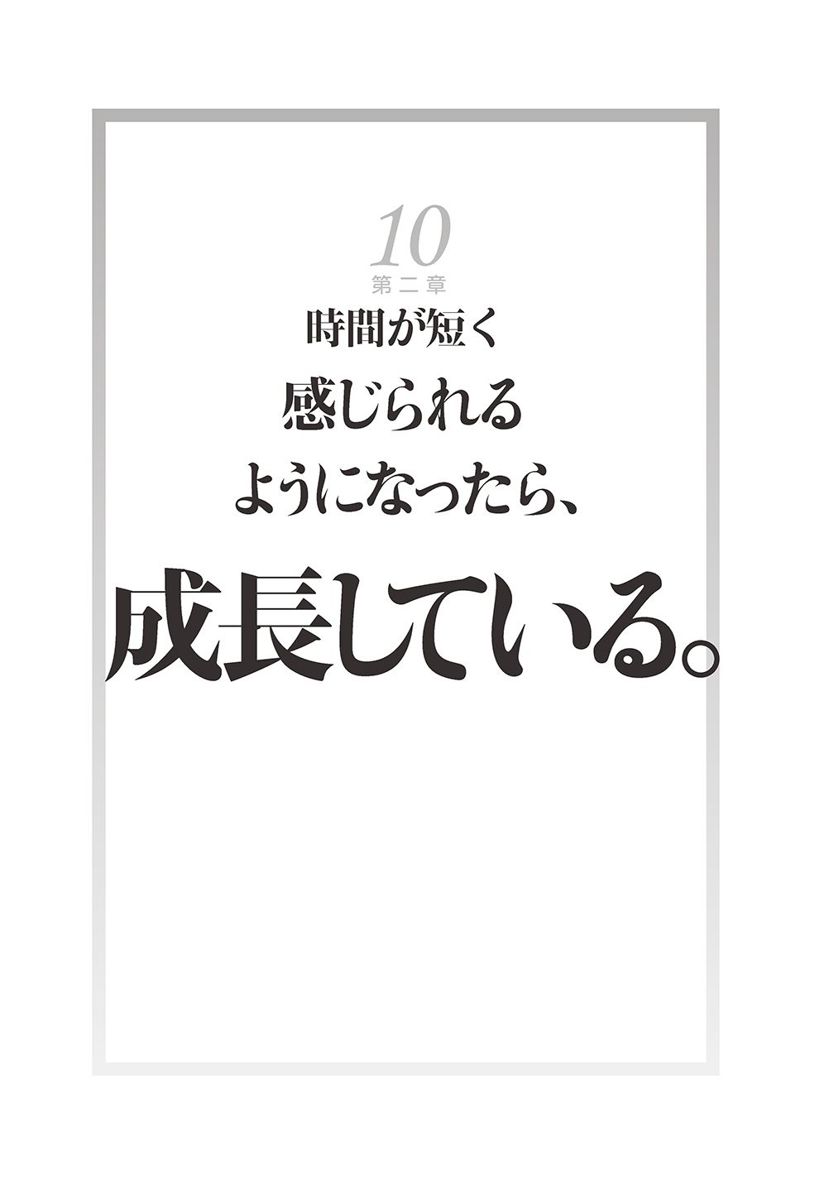 10
第二章
時間が短く
感じられる
ようになったら、
成長している。